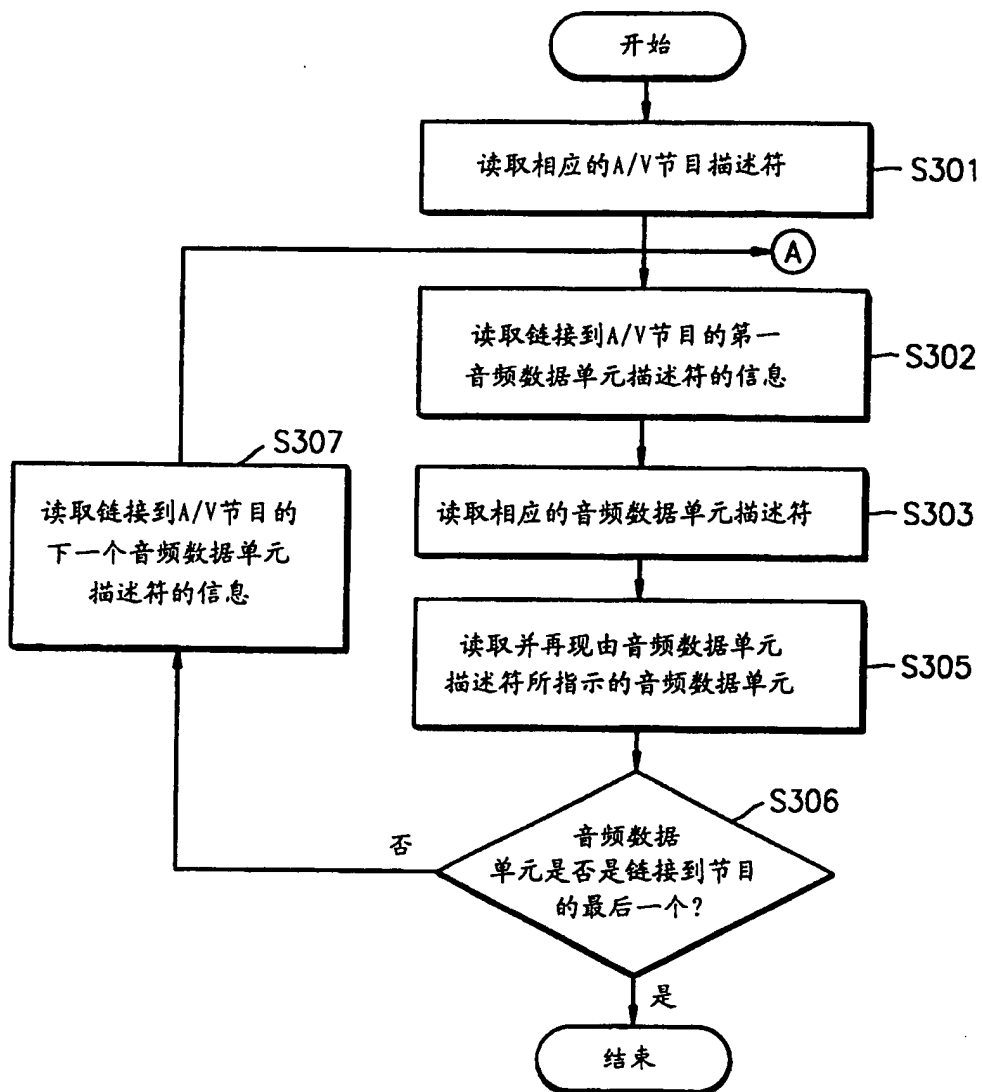 开始
读取相应的A/V节目描述符
S301
A
读取链接到A/V节目的第一
音频数据单元描述符的信息
S302
S307
读取链接到A/V节目的
下一个音频数据单元
描述符的信息
读取相应的音频数据单元描述符
S303
读取并再现由音频数据单元
描述符所指示的音频数据单元
S305
S306
音频数据
单元是否是链接到节目
的最后一个?
否
是
结束